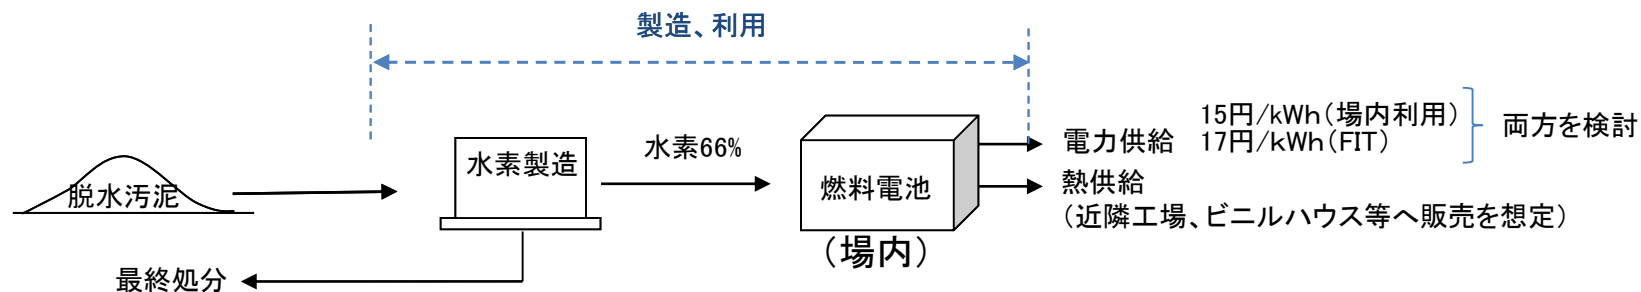 製造、利用
脱水汚泥
水素製造
最終処分
水素66%
燃料電池
（場内）
電力供給
15円/kWh（場内利用）
17円/kWh（FIT）
両方を検討
熱供給
（近隣工場、ビニルハウス等へ販売を想定）